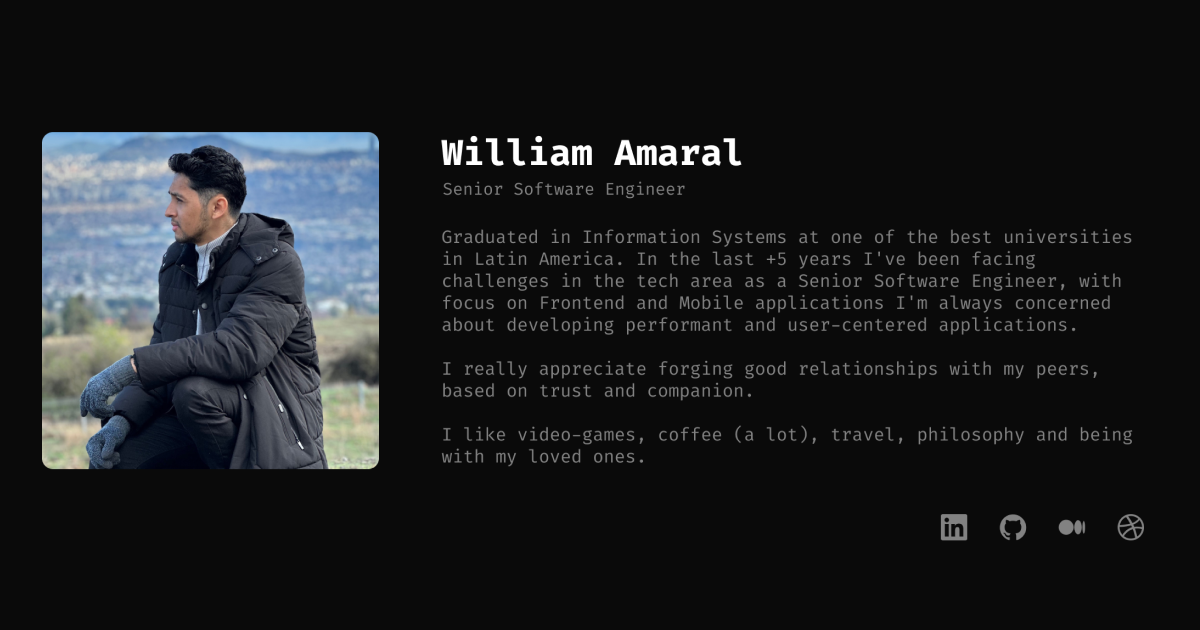 William Amaral
Senior Software Engineer
Graduated in Information Systems at one of the best universities
in Latin America. In the last +5 years I've been facing
challenges in the tech area as a Senior Software Engineer, with
focus on Frontend and Mobile applications I'm always concerned
about developing performant and user-centered applications.
I really appreciate forging good relationships with my peers,
based on trust and companion.
I like video-games, coffee (a lot), travel, philosophy and being
with my loved ones.
in